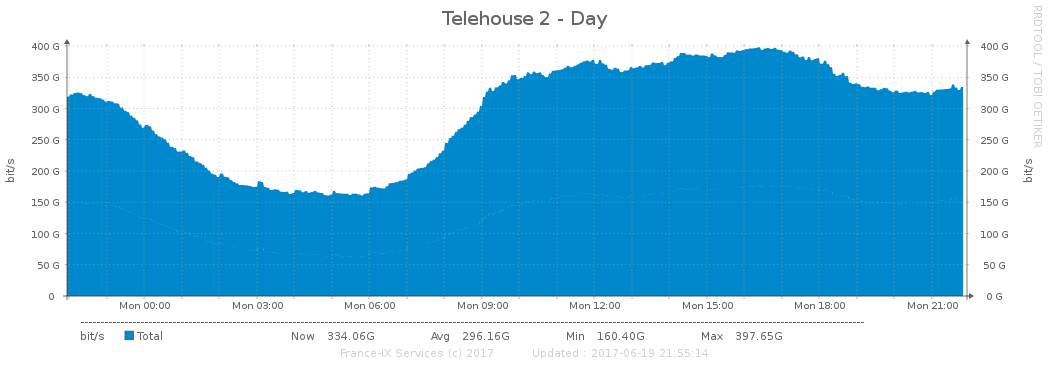 Telehouse 2 - Day
RRDTOOL / TOBI OETIKER
400 G 400 G
350 G 350 G
300 G 300 G
250 G 250 G
200 G 200 G
150 G 150 G
100 G 100 G
50 G 50 G
0 0 G
bit/s bit/s
Mon 00:00 Mon 03:00 Mon 06:00 Mon 09:00 Mon 12:00 Mon 15:00 Mon 18:00 Mon 21:00
bit/s Total Now 334.06G Avg 296.16G Min 160.40G Max 397.65G
France-IX Services (c) 2017 Updated : 2017-06-19 21:55:14